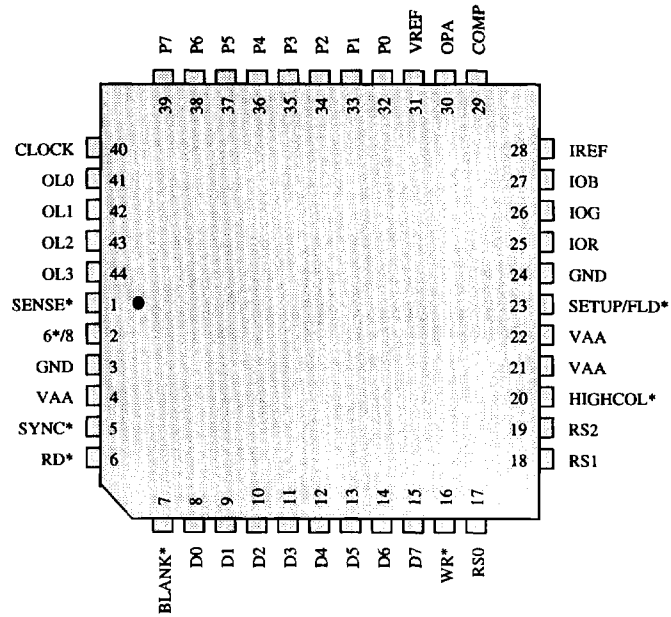 P7 P6 P5 P4 P3 P2 P1 P0 VREF OPA COMP
39 38 37 36 35 34 33 32 31 30 29
CLOCK 40 28 IREF
OL0 41 27 IOB
OL1 42 26 IOG
OL2 43 25 IOR
OL3 44 24 GND
SENSE* 1 23 SETUP/FLD*
6*/8 2 22 VAA
GND 3 21 VAA
VAA 4 20 HIGHCOL*
SYNC* 5 19 RS2
RD* 6 18 RS1
7 8 9 10 11 12 13 14 15 16 17
BLANK* D0 D1 D2 D3 D4 D5 D6 D7 WR* RS0